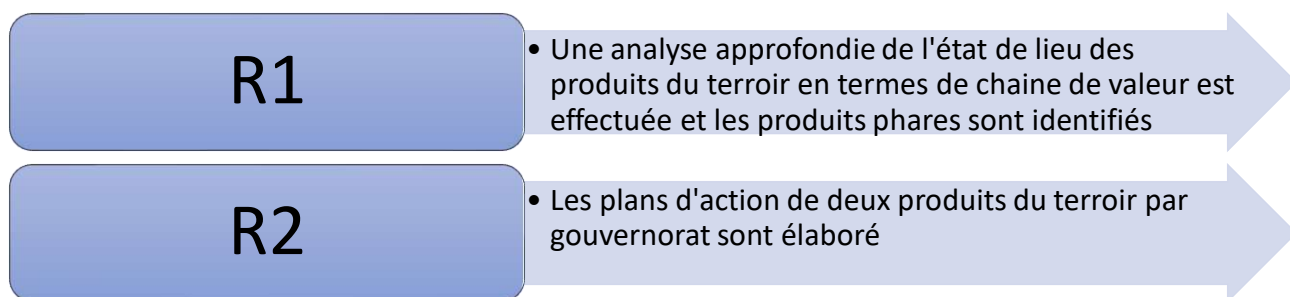 R1
• Une analyse approfondie de l'état de lieu des
produits du terroir en termes de chaine de valeur est
effectuée et les produits phares sont identifiés
R2
• Les plans d'action de deux produits du terroir par
gouvernorat sont élaboré